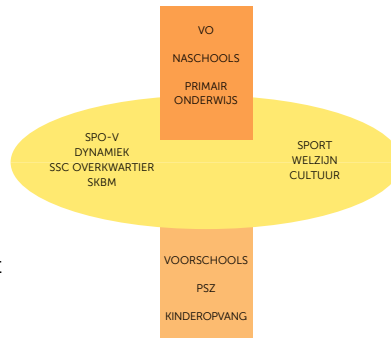 VO
NASCHOOLS
PRIMAIR
ONDERWIJS
SPO-V
DYNAMIEK
SSC OVERKWARTIER
SKBM
SPORT
WELZIJN
CULTUUR
VOORSCHOOLS
PSZ
KINDEROPVANG